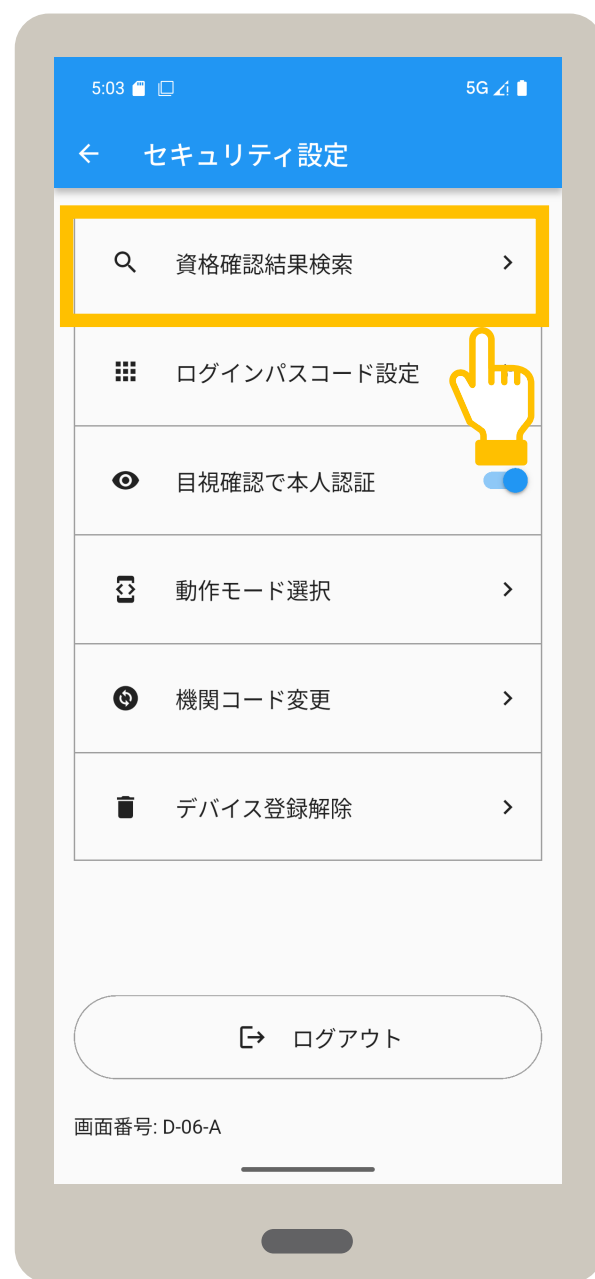 5:03
5G
セキュリティ設定
資格確認結果検索
ログインパスコード設定
目視確認で本人認証
動作モード選択
機関コード変更
デバイス登録解除
ログアウト
画面番号: D-06-A